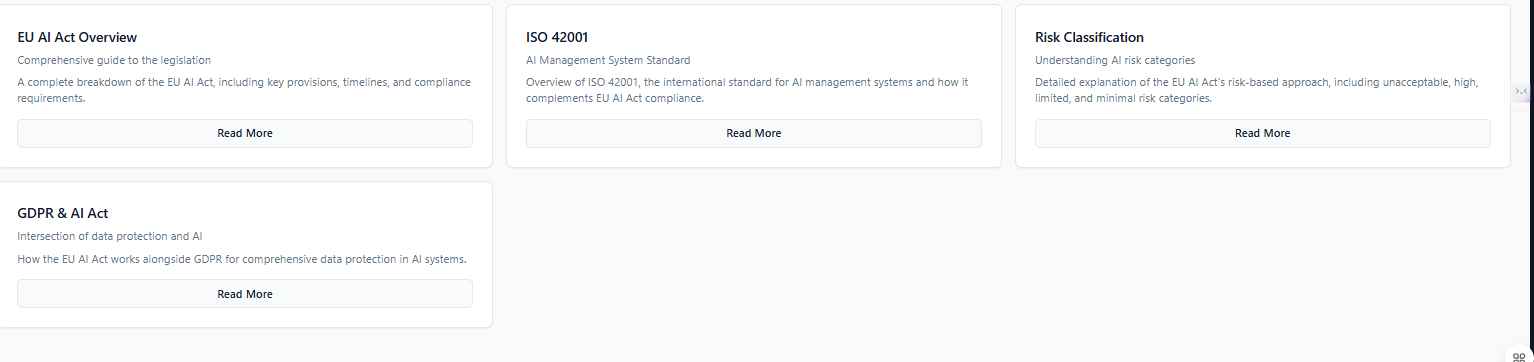 EU AI Act Overview
Comprehensive guide to the legislation
A complete breakdown of the EU AI Act, including key provisions, timelines, and compliance
requirements.
Read More
ISO 42001
AI Management System Standard
Overview of ISO 42001, the international standard for AI management systems and how it
complements EU AI Act compliance.
Read More
Risk Classification
Understanding AI risk categories
Detailed explanation of the EU AI Act's risk-based approach, including unacceptable, high,
limited, and minimal risk categories.
Read More
GDPR & AI Act
Intersection of data protection and AI
How the EU AI Act works alongside GDPR for comprehensive data protection in AI systems.
Read More